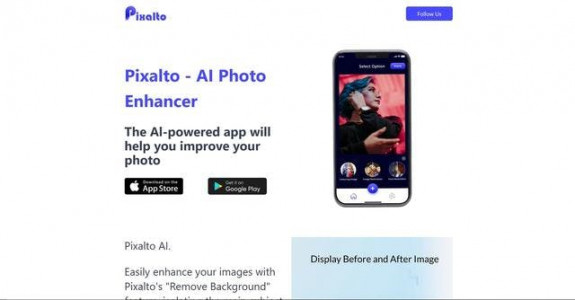 Pixalto
Follow Us
Pixalto - AI Photo
Enhancer
The AI-powered app will
help you improve your
photo
Download on the
App Store
Get it on
Google Play
Select Option
Pixalto AI.
Easily enhance your images with
Pixalto's "Remove Background"
Display Before and After Image